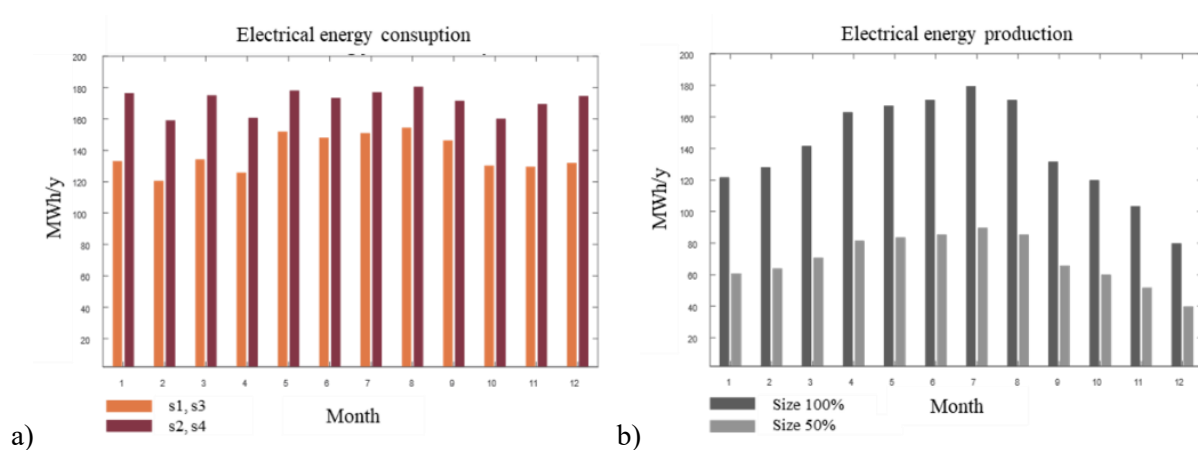 Electrical energy consuption
200
180
160
140
120
100
80
60
40
20
MWh/y
1 2 3 4 5 6 7 8 9 10 11 12
s1, s3
s2, s4
Month
a)
Electrical energy production
200
180
160
140
120
100
80
60
40
20
MWh/y
1 2 3 4 5 6 7 8 9 10 11 12
Size 100%
Size 50%
Month
b)